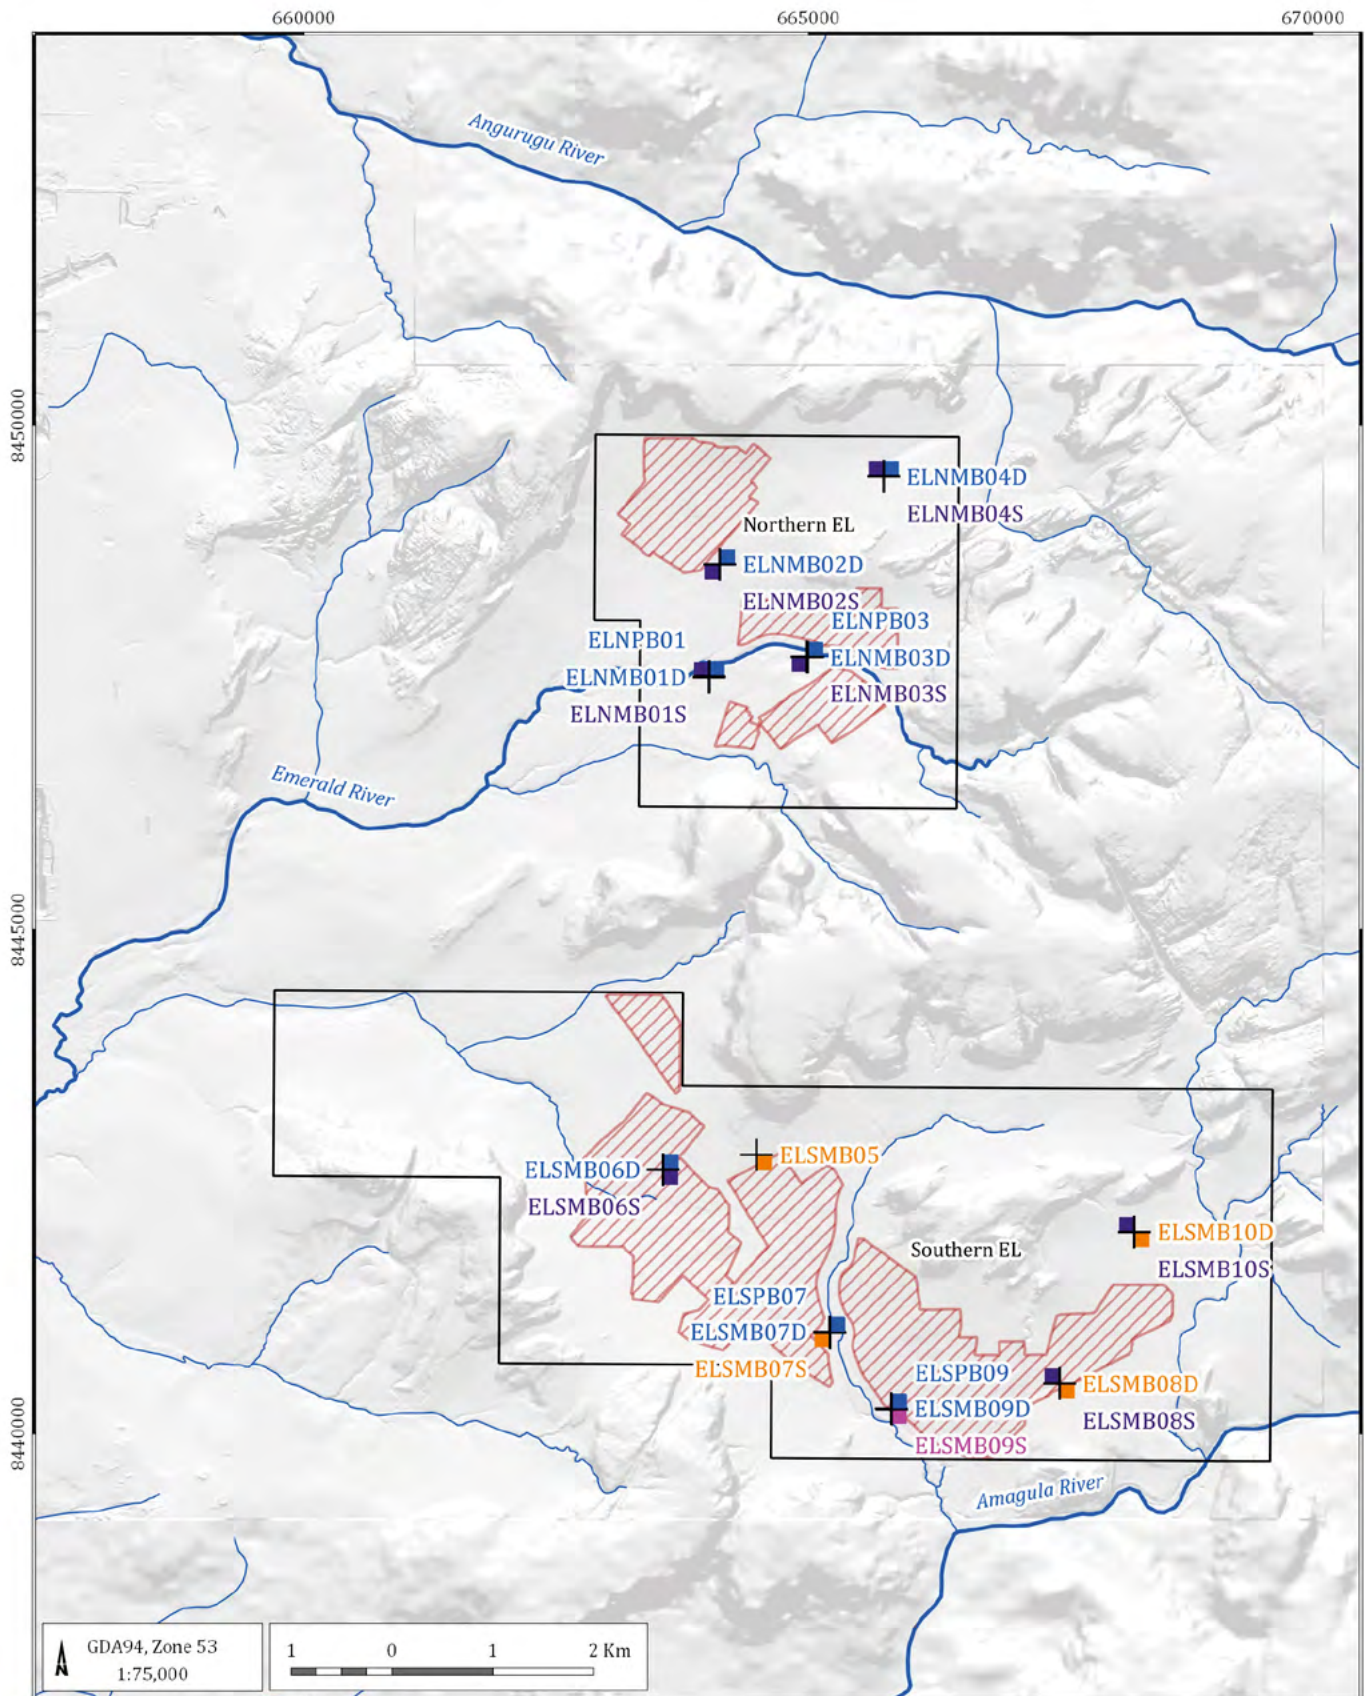 660000
665000
670000
Angurugu River
8450000
ELNMB04D
ELNMB04S
Northern EL
ELNMB02D
ELNMB02S
ELNPB03
ELNPB01
ELNMB03D
ELNMB01D
ELNMB03S
ELNMB01S
Emerald River
8445000
ELSMB05
ELSMB06D
ELSMB06S
ELSMB10D
Southern EL
ELSMB10S
ELSPB07
ELSMB07D
ELSMB07S
ELSPB09
ELSMB08D
ELSMB09D
ELSMB08S
ELSMB09S
8440000
Amagula River
N
GDA94, Zone 53
1:75,000
1 0 1 2 Km